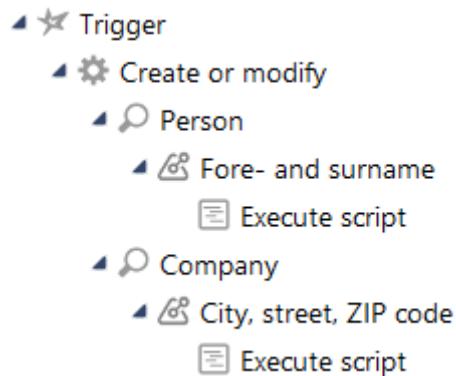 Trigger
Create or modify
Person
Fore- and surname
Execute script
Company
City, street, ZIP code
Execute script